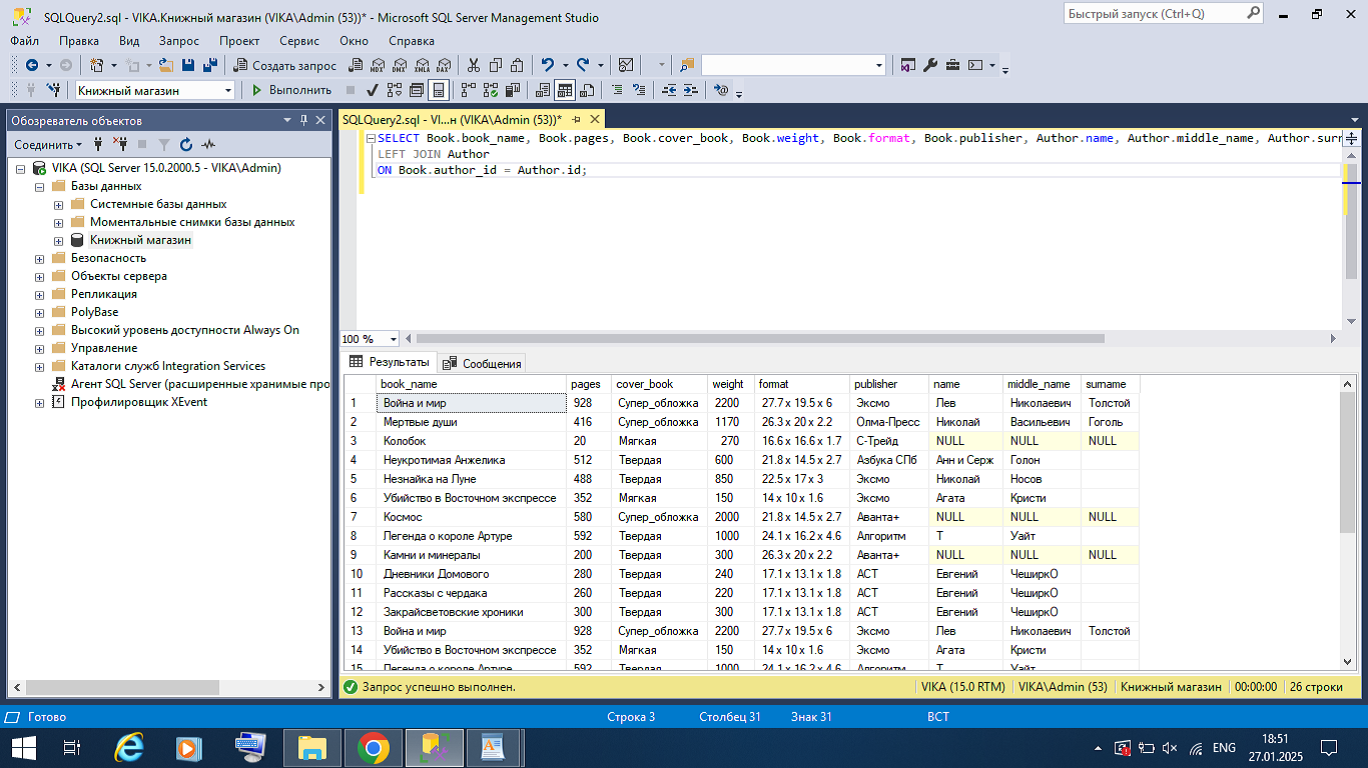 SQLQuery2.sql - VIKA.Книжный магазин (VIKA\Admin (53))* - Microsoft SQL Server Management Studio
Быстрый запуск (Ctrl+Q)
Файл Правка Вид Запрос Проект Сервис Окно Справка
Создать запрос MDX DMX XMLA DAX
Книжный магазин Выполнить
Обозреватель объектов
SQLQuery2.sql - VI...н (VIKA\Admin (53))*
Соединить
VIKA (SQL Server 15.0.2000.5 - VIKA\Admin)
Базы данных
Системные базы данных
Моментальные снимки базы данных
Книжный магазин
Безопасность
Объекты сервера
Репликация
PolyBase
Высокий уровень доступности Always On
Управление
Каталоги служб Integration Services
Агент SQL Server (расширенные хранимые про
Профилировщик XEvent
SELECT Book.book_name, Book.pages, Book.cover_book, Book.weight, Book.format, Book.publisher, Author.name, Author.middle_name, Author.surn
LEFT JOIN Author
ON Book.author_id = Author.id;
100 %
Результаты Сообщения
book_name pages cover_book weight format publisher name middle_name surname
1 Война и мир 928 Супер_обложка 2200 27.7 x 19.5 x 6 Эксмо Лев Николаевич Толстой
2 Мертвые души 416 Супер_обложка 1170 26.3 x 20 x 2.2 Олма-Пресс Николай Васильевич Гоголь
3 Колобок 20 Мягкая 270 16.6 x 16.6 x 1.7 С-Трейд NULL NULL NULL
4 Неукротимая Анжелика 512 Твердая 600 21.8 x 14.5 x 2.7 Азбука СПб Анн и Серж Голон
5 Незнайка на Луне 488 Твердая 850 22.5 x 17 x 3 Эксмо Николай Носов
6 Убийство в Восточном экспрессе 352 Мягкая 150 14 x 10 x 1.6 Эксмо Агата Кристи
7 Космос 580 Супер_обложка 2000 21.8 x 14.5 x 2.7 Аванта+ NULL NULL NULL
8 Легенда о короле Артуре 592 Твердая 1000 24.1 x 16.2 x 4.6 Алгоритм Т Уайт
9 Камни и минералы 200 Твердая 300 26.3 x 20 x 2.2 Аванта+ NULL NULL NULL
10 Дневники Домового 280 Твердая 240 17.1 x 13.1 x 1.8 АСТ Евгений ЧеширкО
11 Рассказы с чердака 260 Твердая 220 17.1 x 13.1 x 1.8 АСТ Евгений ЧеширкО
12 Закрайсветовские хроники 300 Твердая 300 17.1 x 13.1 x 1.8 АСТ Евгений ЧеширкО
13 Война и мир 928 Супер_обложка 2200 27.7 x 19.5 x 6 Эксмо Лев Николаевич Толстой
14 Убийство в Восточном экспрессе 352 Мягкая 150 14 x 10 x 1.6 Эксмо Агата Кристи
15 Легенда о короле Артуре 592 Твердая 1000 24.1 x 16.2 x 4.6 Алгоритм Т Уайт
Запрос успешно выполнен. VIKA (15.0 RTM) VIKA\Admin (53) Книжный магазин 00:00:00 26 строки
Готово Строка 3 Столбец 31 Знак 31 ВСТ
ENG 18:51
27.01.2025